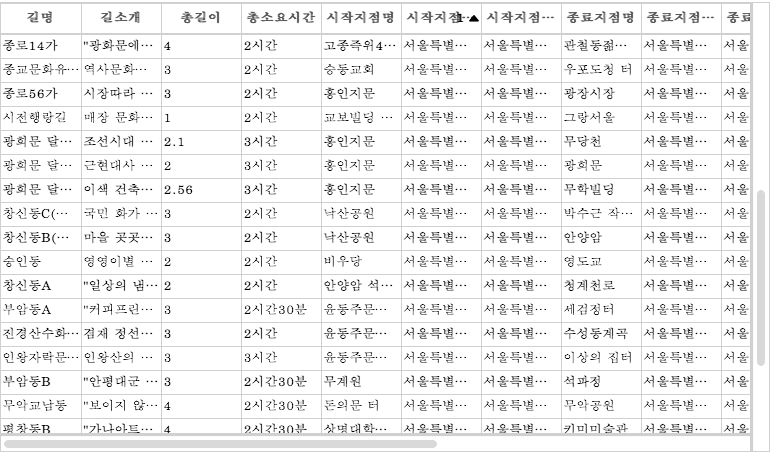 길명 길소개 총길이 총소요시간 시작지점명 시작지점… 1 시작지점… 종료지점명 종료지점… 종료
종로14가 "광화문에… 4 2시간 고종즉위4… 서울특별… 서울특별… 관철동젊… 서울특별… 서울
종교문화유… 역사문화… 3 2시간 승동교회 서울특별… 서울특별… 우포도청 터 서울특별… 서울
종로56가 시장따라 … 3 2시간 흥인지문 서울특별… 서울특별… 광장시장 서울특별… 서울
시전행랑길 매장 문화… 1 2시간 교보빌딩 … 서울특별… 서울특별… 그랑서울 서울특별… 서울
광희문 달… 조선시대 … 2.1 3시간 흥인지문 서울특별… 서울특별… 무당천 서울특별… 서울
광희문 달… 근현대사 … 2 3시간 흥인지문 서울특별… 서울특별… 광희문 서울특별… 서울
광희문 달… 이색 건축… 2.56 3시간 흥인지문 서울특별… 서울특별… 무학빌딩 서울특별… 서울
창신동C(… 국민 화가 … 3 2시간 낙산공원 서울특별… 서울특별… 박수근 작… 서울특별… 서울
창신동B(… 마을 곳곳… 3 2시간 낙산공원 서울특별… 서울특별… 안양암 서울특별… 서울
숭인동 영영이별 … 2 2시간 비우당 서울특별… 서울특별… 영도교 서울특별… 서울
창신동A "일상의 냄… 2 2시간 안양암 석… 서울특별… 서울특별… 청계천로 서울특별… 서울
부암동A "커피프린… 3 2시간30분 윤동주문… 서울특별… 서울특별… 세검정터 서울특별… 서울
진경산수화… 겸재 정선… 3 2시간 윤동주문… 서울특별… 서울특별… 수성동계곡 서울특별… 서울
인왕자락문… 인왕산의 … 3 3시간 윤동주문… 서울특별… 서울특별… 이상의 집터 서울특별… 서울
부암동B "안평대군 … 3 2시간30분 무계원 서울특별… 서울특별… 석파정 서울특별… 서울
무악교남동 "보이지 않… 4 2시간30분 돈의문 터 서울특별… 서울특별… 무악공원 서울특별… 서울
평창동B "가나아트… 4 2시간30분 상명대학… 서울특별… 서울특별… 키미미술관 서울특별… 서울